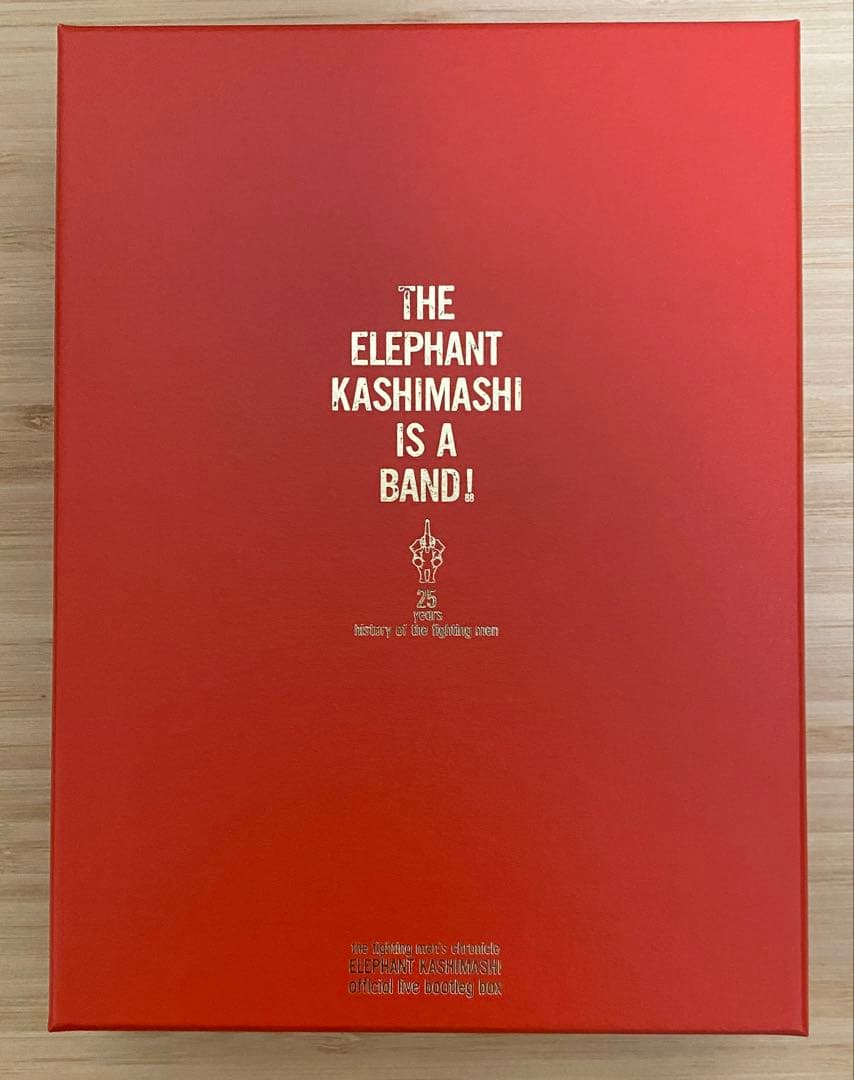 THE
ELEPHANT
KASHIMASHI
IS A
BAND!
25
years
history of the fighting men
the fighting men's chronicle
ELEPHANT KASHIMASHI
official live bootleg box